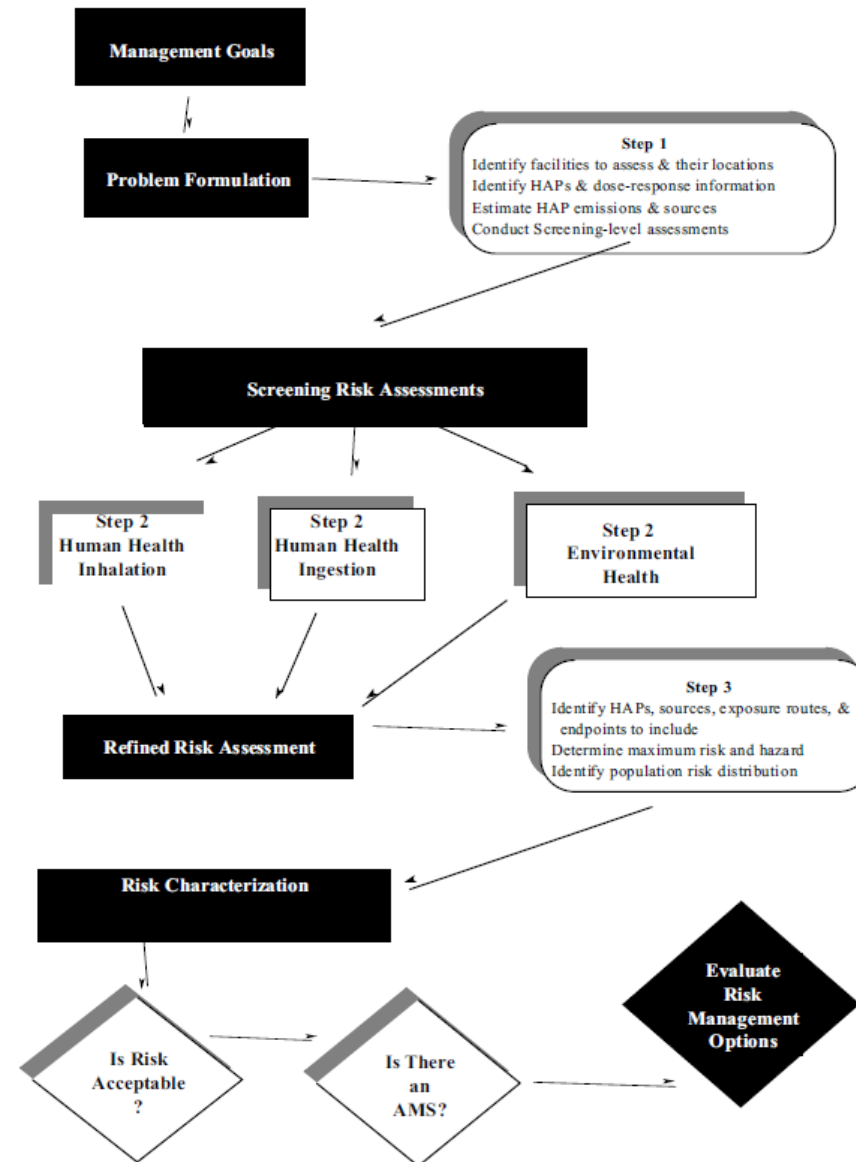 Management Goals
Problem Formulation
Step 1
Identify facilities to assess & their locations
Identify HAPs & dose-response information
Estimate HAP emissions & sources
Conduct Screening-level assessments
Screening Risk Assessments
Step 2
Human Health
Inhalation
Step 2
Human Health
Ingestion
Step 2
Environmental
Health
Refined Risk Assessment
Step 3
Identify HAPs, sources, exposure routes, &
endpoints to include
Determine maximum risk and hazard
Identify population risk distribution
Risk Characterization
Is Risk
Acceptable
?
Is There
an
AMS?
Evaluate
Risk
Management
Options